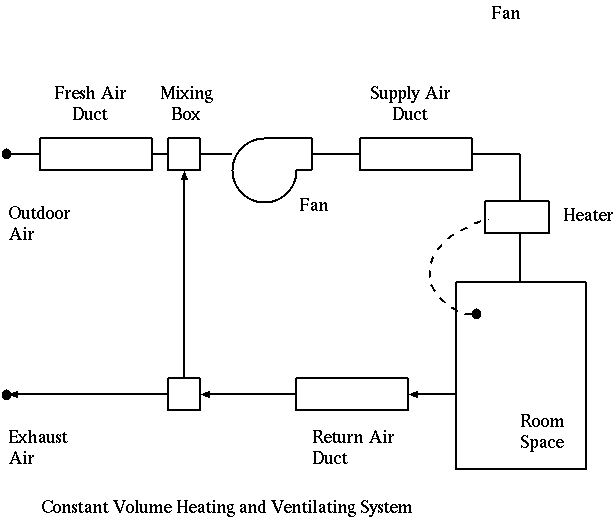 Fan
Fresh Air
Duct
Mixing
Box
Supply Air
Duct
Fan
Outdoor
Air
Heater
Room
Space
Exhaust
Air
Return Air
Duct
Constant Volume Heating and Ventilating System